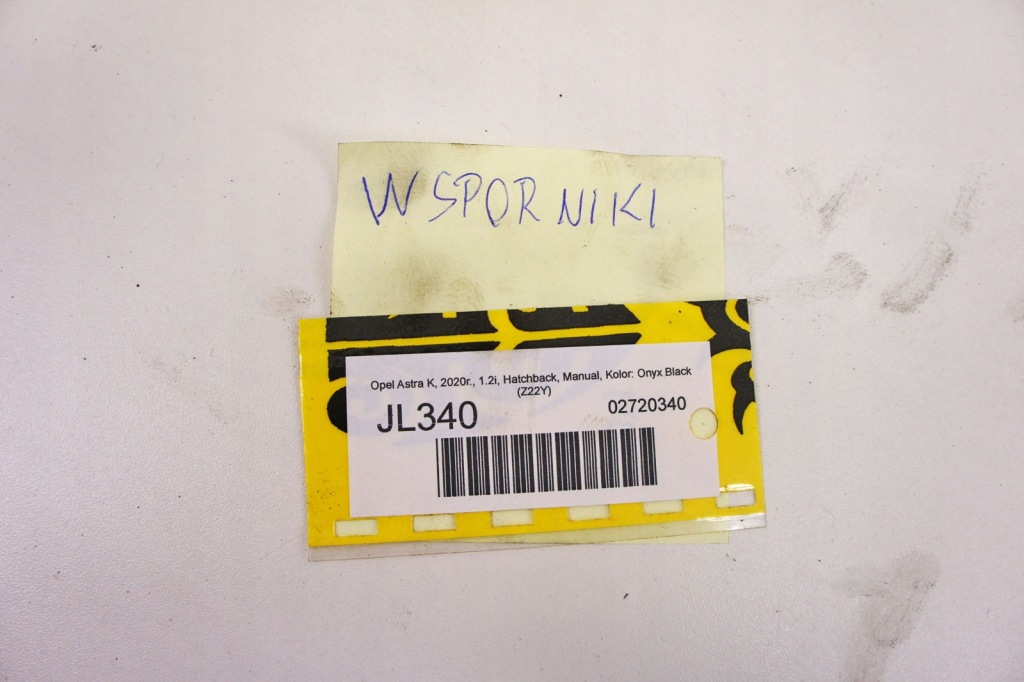 WSPORNIKI
Opel Astra K, 2020r., 1.2i, Hatchback, Manual, Kolor: Onyx Black
(Z22Y)
JL340 02720340